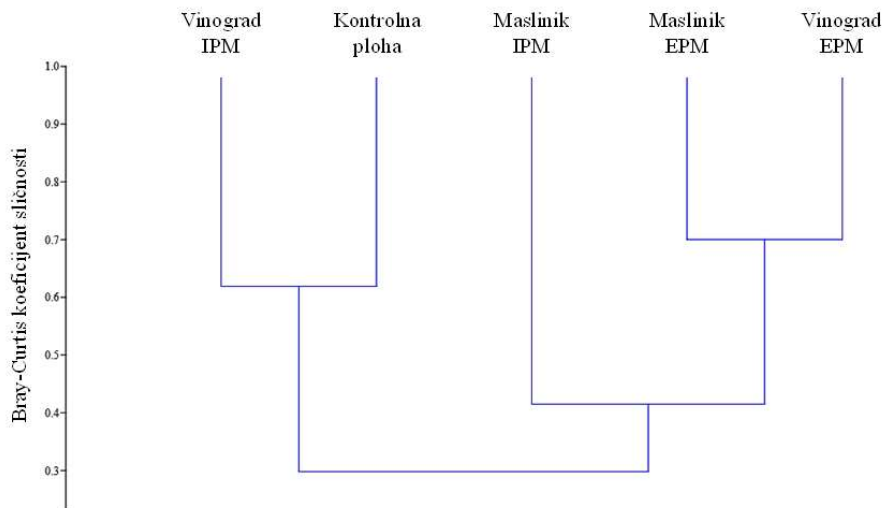 Vinograd
IPM
Kontrolna
ploha
Maslinik
IPM
Maslinik
EPM
Vinograd
EPM
1.0
0.9
0.8
0.7
0.6
0.5
0.4
0.3
Bray-Curtis koeficijent sličnosti